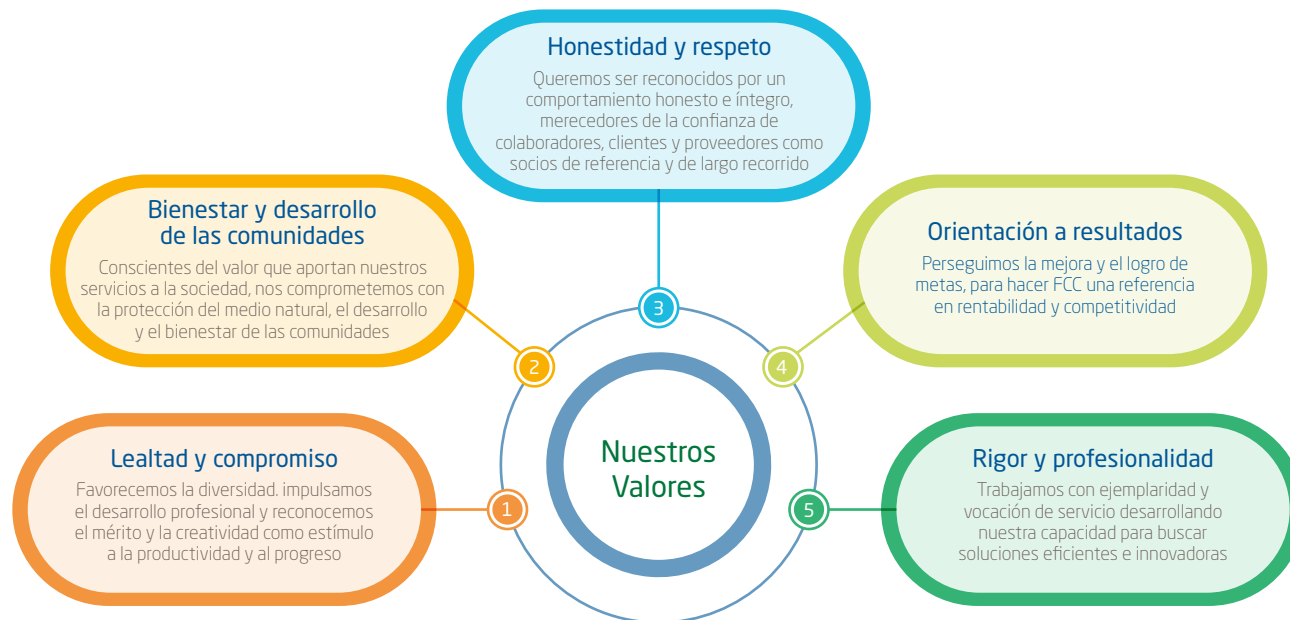 Honestidad y respeto
Queremos ser reconocidos por un
comportamiento honesto e íntegro,
merecedores de la confianza de
colaboradores, clientes y proveedores como
socios de referencia y de largo recorrido
Bienestar y desarrollo
de las comunidades
Conscientes del valor que aportan nuestros
servicios a la sociedad, nos comprometemos con
la protección del medio natural, el desarrollo
y el bienestar de las comunidades
Orientación a resultados
Perseguimos la mejora y el logro de
metas, para hacer FCC una referencia
en rentabilidad y competitividad
3
2
4
Nuestros
Valores
Lealtad y compromiso
Favorecemos la diversidad. impulsamos
el desarrollo profesional y reconocemos
el mérito y la creatividad como estímulo
a la productividad y al progreso
1
5
Rigor y profesionalidad
Trabajamos con ejemplaridad y
vocación de servicio desarrollando
nuestra capacidad para buscar
soluciones eficientes e innovadoras